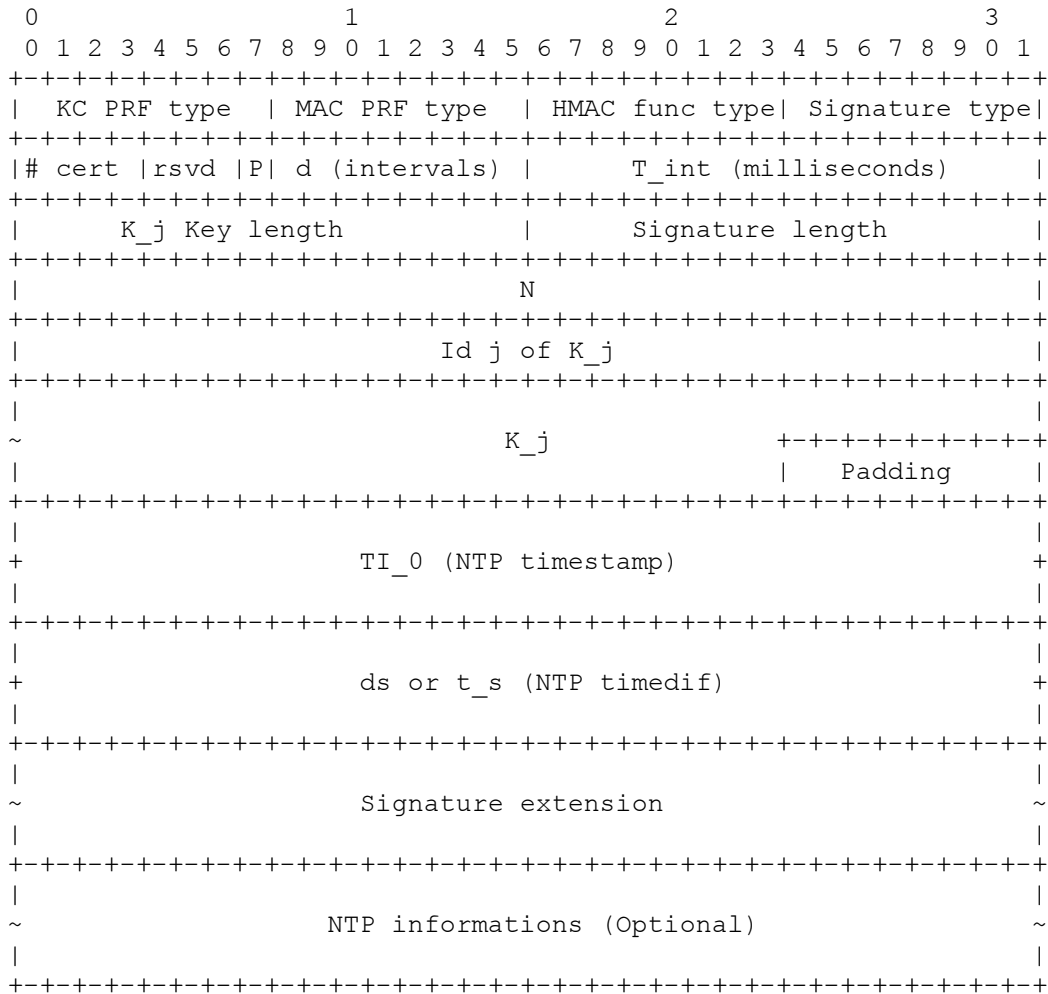 0                   1                   2                   3
 0 1 2 3 4 5 6 7 8 9 0 1 2 3 4 5 6 7 8 9 0 1 2 3 4 5 6 7 8 9 0 1
+-+-+-+-+-+-+-+-+-+-+-+-+-+-+-+-+-+-+-+-+-+-+-+-+-+-+-+-+-+-+-+-+
|  KC PRF type  | MAC PRF type  | HMAC func type| Signature type|
+-+-+-+-+-+-+-+-+-+-+-+-+-+-+-+-+-+-+-+-+-+-+-+-+-+-+-+-+-+-+-+-+
|# cert |rsvd |P| d (intervals) |      T_int (milliseconds)     |
+-+-+-+-+-+-+-+-+-+-+-+-+-+-+-+-+-+-+-+-+-+-+-+-+-+-+-+-+-+-+-+-+
|      K_j Key length           |      Signature length         |
+-+-+-+-+-+-+-+-+-+-+-+-+-+-+-+-+-+-+-+-+-+-+-+-+-+-+-+-+-+-+-+-+
|                               N                               |
+-+-+-+-+-+-+-+-+-+-+-+-+-+-+-+-+-+-+-+-+-+-+-+-+-+-+-+-+-+-+-+-+
|                          Id j of K_j                          |
+-+-+-+-+-+-+-+-+-+-+-+-+-+-+-+-+-+-+-+-+-+-+-+-+-+-+-+-+-+-+-+-+
|                                                               |
~                              K_j              +-+-+-+-+-+-+-+-+
|                                               |   Padding     |
+-+-+-+-+-+-+-+-+-+-+-+-+-+-+-+-+-+-+-+-+-+-+-+-+-+-+-+-+-+-+-+-+
|                                                               |
+                     TI_0 (NTP timestamp)                      +
|                                                               |
+-+-+-+-+-+-+-+-+-+-+-+-+-+-+-+-+-+-+-+-+-+-+-+-+-+-+-+-+-+-+-+-+
|                                                               |
+                     ds or t_s (NTP timedif)                   +
|                                                               |
+-+-+-+-+-+-+-+-+-+-+-+-+-+-+-+-+-+-+-+-+-+-+-+-+-+-+-+-+-+-+-+-+
|                                                               |
~                     Signature extension                       ~
|                                                               |
+-+-+-+-+-+-+-+-+-+-+-+-+-+-+-+-+-+-+-+-+-+-+-+-+-+-+-+-+-+-+-+-+
|                                                               |
~                   NTP informations (Optional)                 ~
|                                                               |
+-+-+-+-+-+-+-+-+-+-+-+-+-+-+-+-+-+-+-+-+-+-+-+-+-+-+-+-+-+-+-+-+